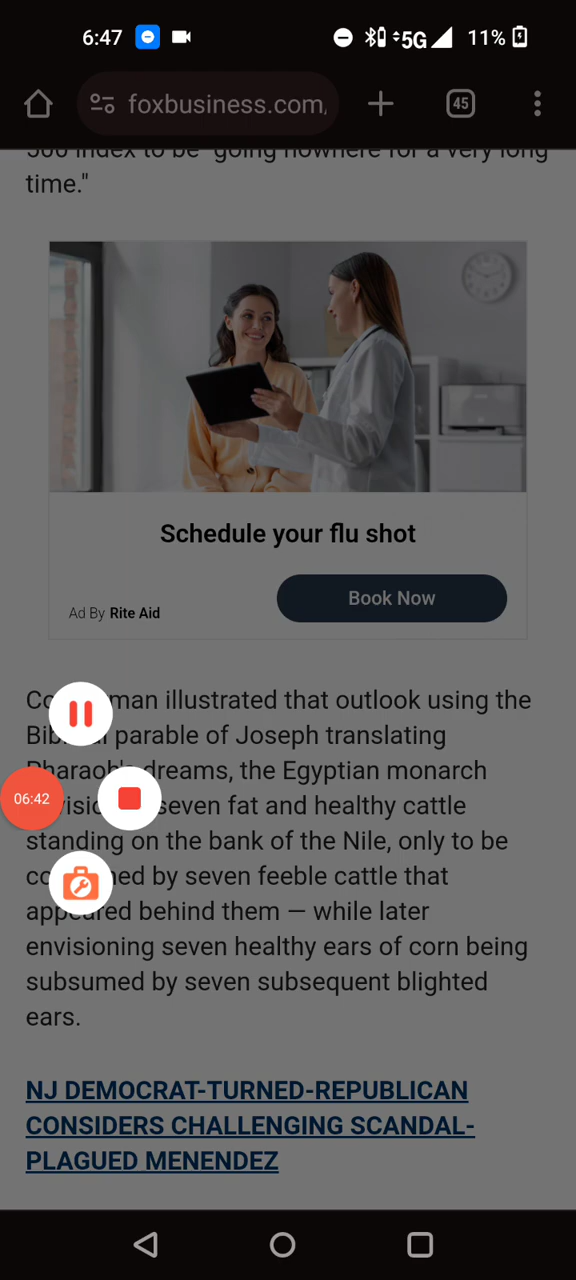 6:47
5G
11%
foxbusiness.com,
45
500 index to be "going nowhere for a very long
time."
Schedule your flu shot
Book Now
Ad By Rite Aid
man illustrated that outlook using the
parable of Joseph translating
Pharaoh's dreams, the Egyptian monarch
seven fat and healthy cattle
06:42
standing on the bank of the Nile, only to be
by seven feeble cattle that
appeared behind them — while later
envisioning seven healthy ears of corn being
subsumed by seven subsequent blighted
ears.
NJ DEMOCRAT-TURNED-REPUBLICAN
CONSIDERS CHALLENGING SCANDAL-
PLAGUED MENENDEZ